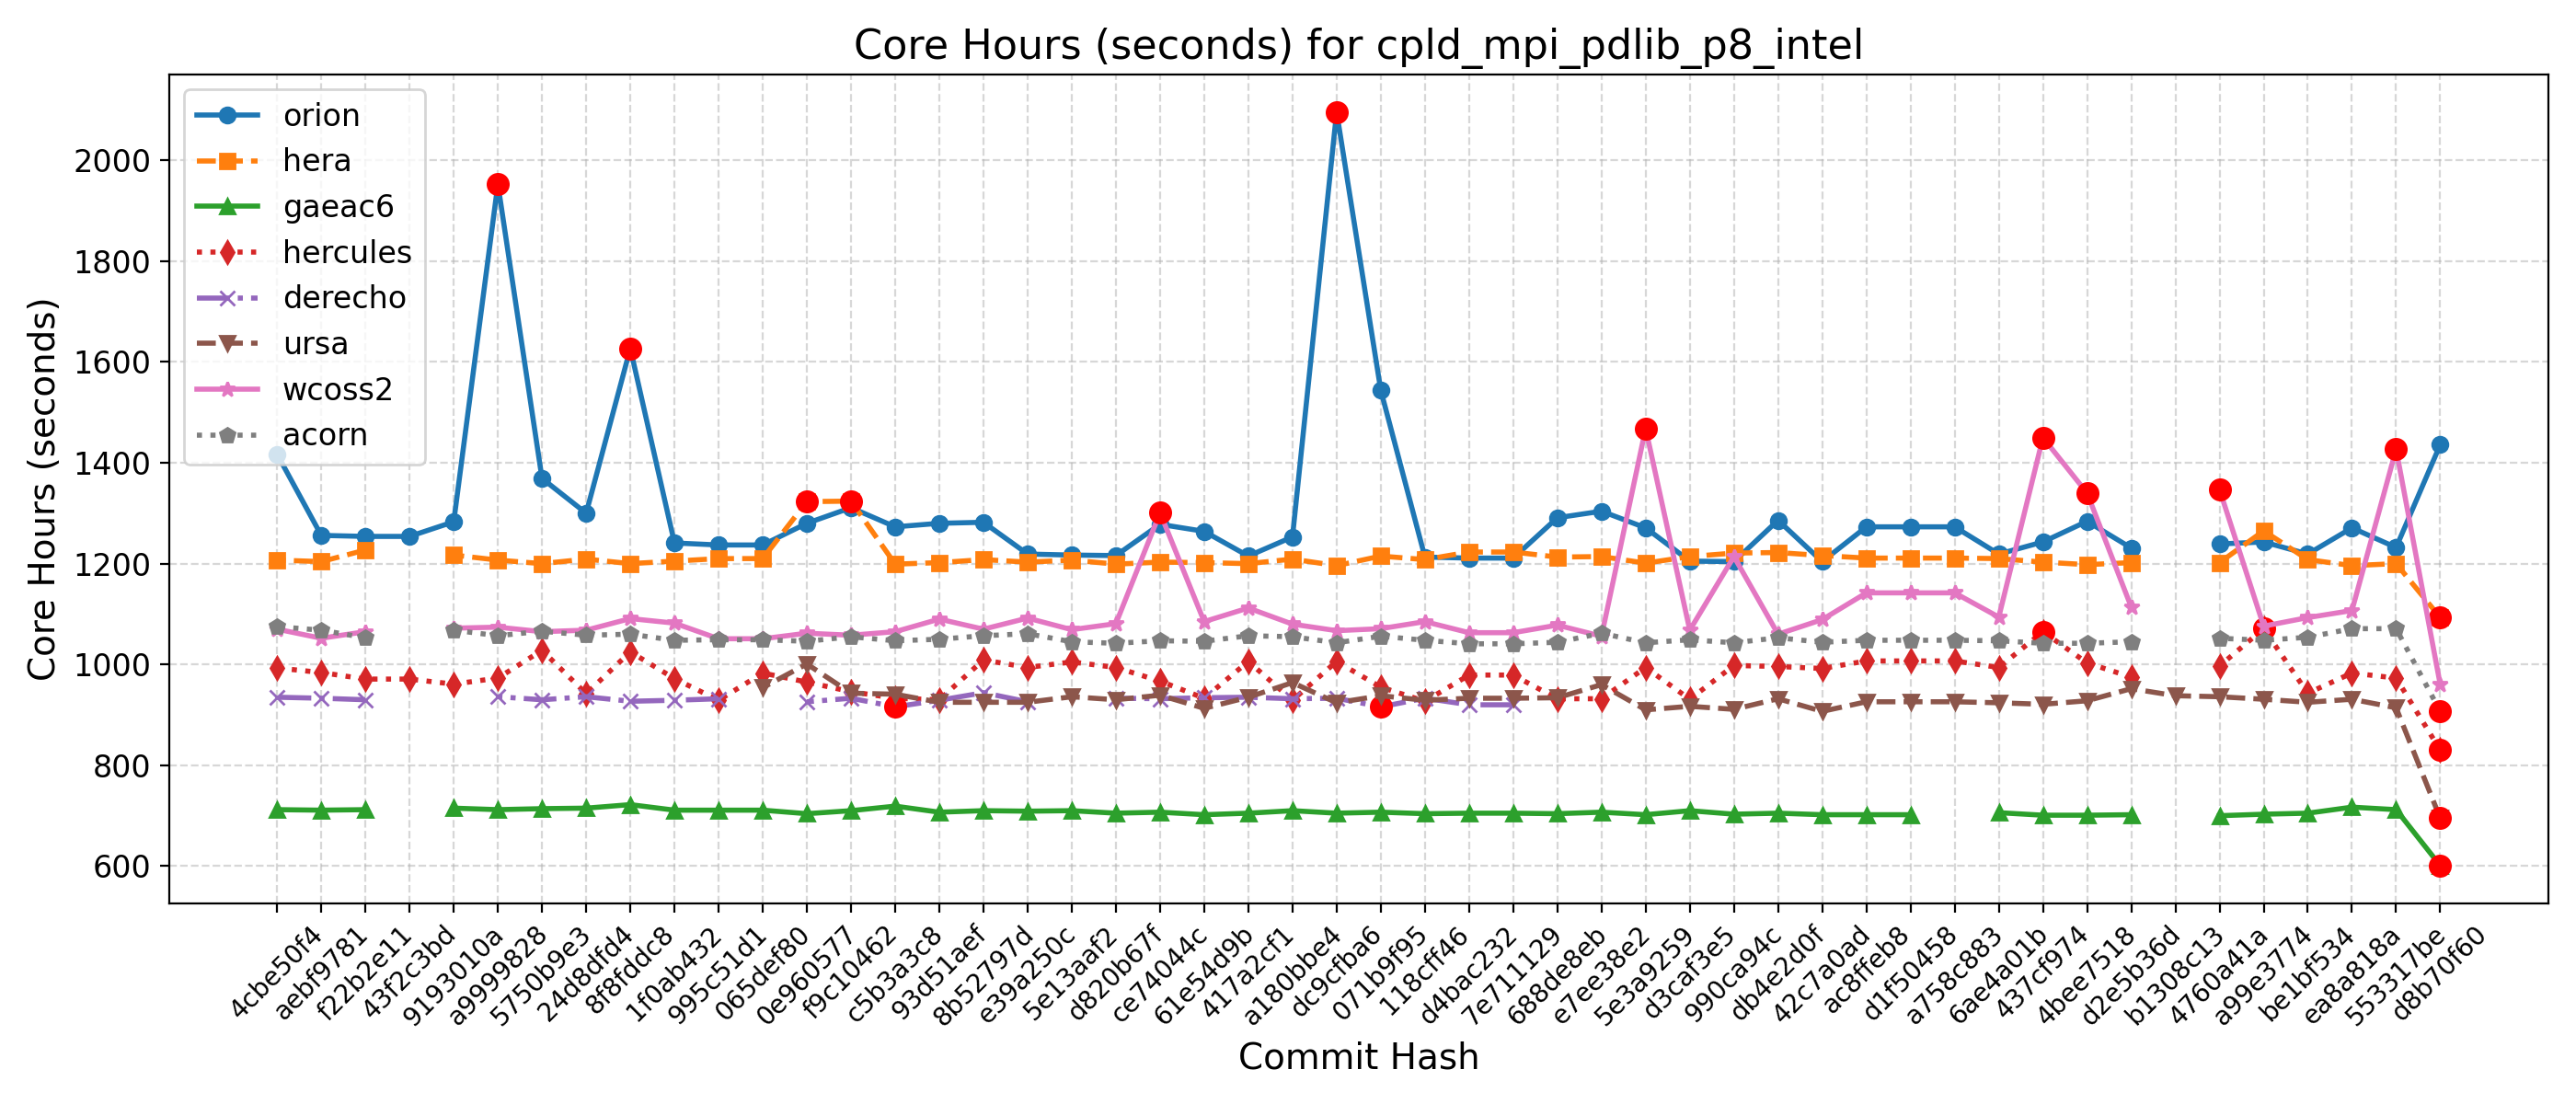 Core Hours (seconds) for cpld_mpi_pdlib_p8_intel
orion
hera
gaeac6
hercules
derecho
ursa
wcoss2
acorn
Core Hours (seconds)
2000
1800
1600
1400
1200
1000
800
600
4cbe50f4
aebf9781
f22b2e11
43f2c3bd
9193010a
a9999828
5750b9e3
24d8dfd4
8f8fddc8
1f0ab432
995c51d1
065def80
0e960577
f9c10462
c5b3a3c8
93d51aef
8b52797d
e39a250c
5e13aaf2
d820b67f
ce74044c
61e54d9b
417a2cf1
a180bbe4
dc9cfba6
071b9f95
118cff46
d4bac232
7e711129
688de8eb
e7ee38e2
5e3a9259
d3caf3e5
990ca94c
db4e2d0f
42c7a0ad
ac8ffeb8
d1f50458
a758c883
6ae4a01b
437cf974
4bee7518
d2e5b36d
b1308c13
4760a41a
a99e3774
be1bf534
ea8a818a
553317be
d8b70f60
Commit Hash